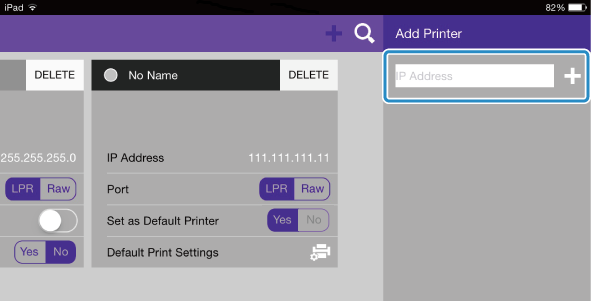 iPad 82%
Add Printer
DELETE No Name DELETE
IP Address
255.255.255.0 IP Address 111.111.111.11
LPR Raw Port LPR Raw
Set as Default Printer Yes No
Yes No Default Print Settings